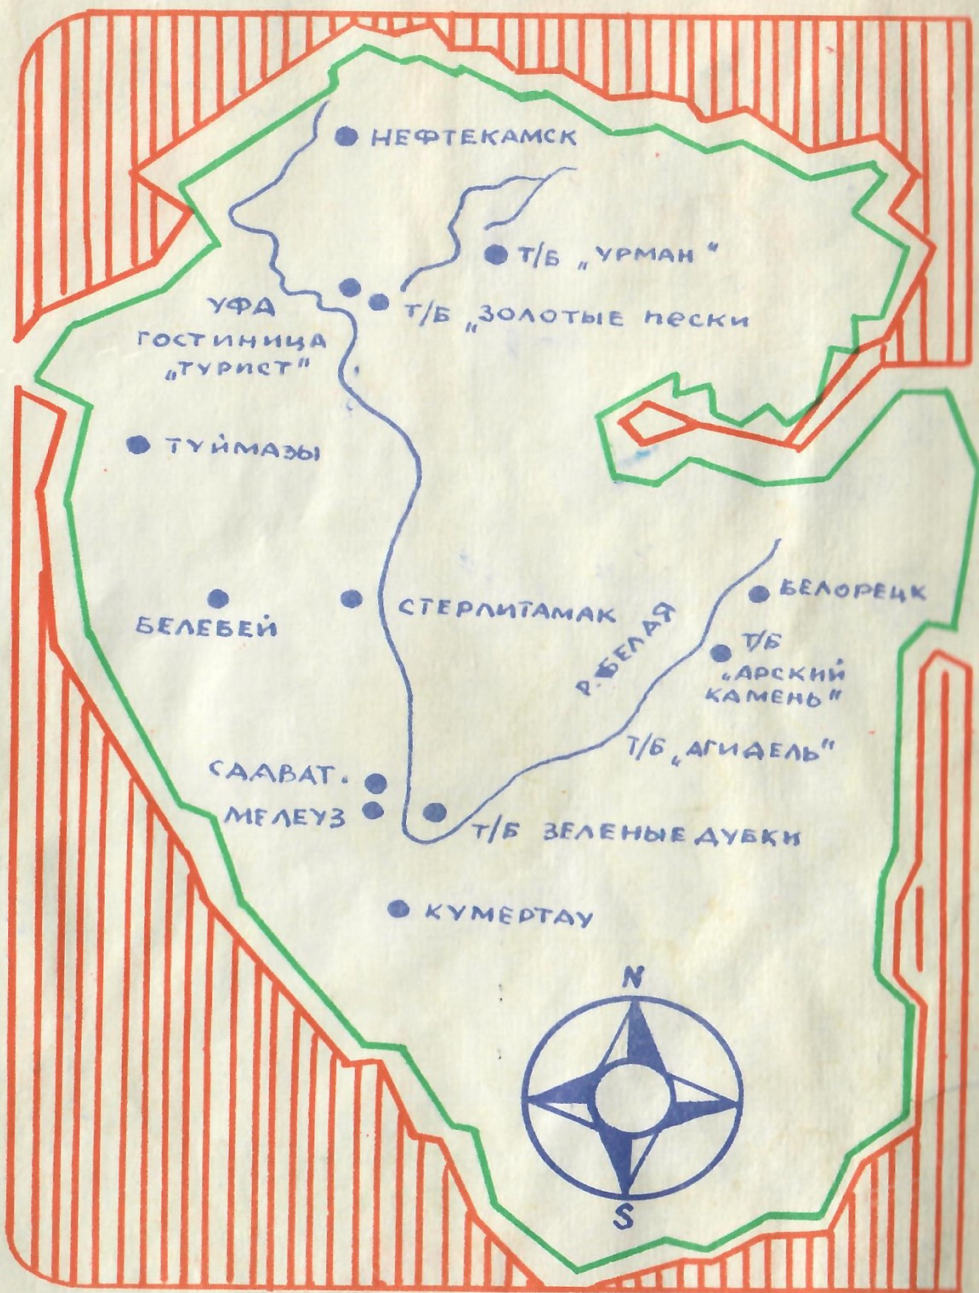 НЕФТЕКАМСК
Т/Б „УРМАН"
УФА
Т/Б „ЗОЛОТЫЕ ПЕСКИ
ГОСТИНИЦА
„ТУРИСТ"
ТУЙМАЗЫ
БЕЛОРЕЦК
СТЕРЛИТАМАК
БЕЛЕБЕЙ
Р. БЕЛАЯ
Т/Б
„АРСКИЙ
КАМЕНЬ"
Т/Б „АГИДЕЛЬ"
САЛВАТ.
МЕЛЕУЗ
Т/Б ЗЕЛЕНЫЕ ДУБКИ
КУМЕРТАУ
N
S